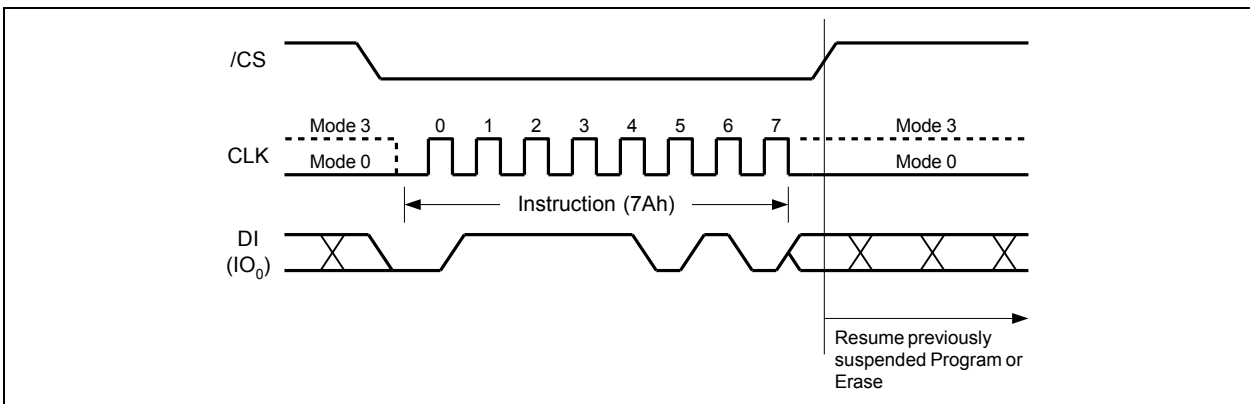 /CS
Mode 3 0 1 2 3 4 5 6 7 Mode 3
CLK
Mode 0 Mode 0
Instruction (7Ah)
DI
(IO0)
Resume previously
suspended Program or
Erase